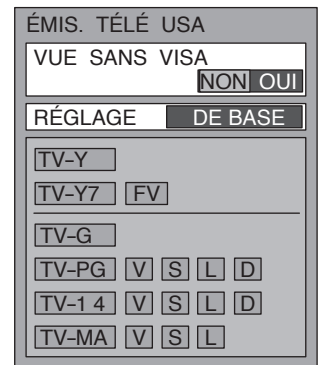 ÉMIS. TÉLÉ USA
VUE SANS VISA
NON OUI
RÉGLAGE DE BASE
TV-Y
TV-Y7 FV
TV-G
TV-PG V S L D
TV-1 4 V S L D
TV-MA V S L